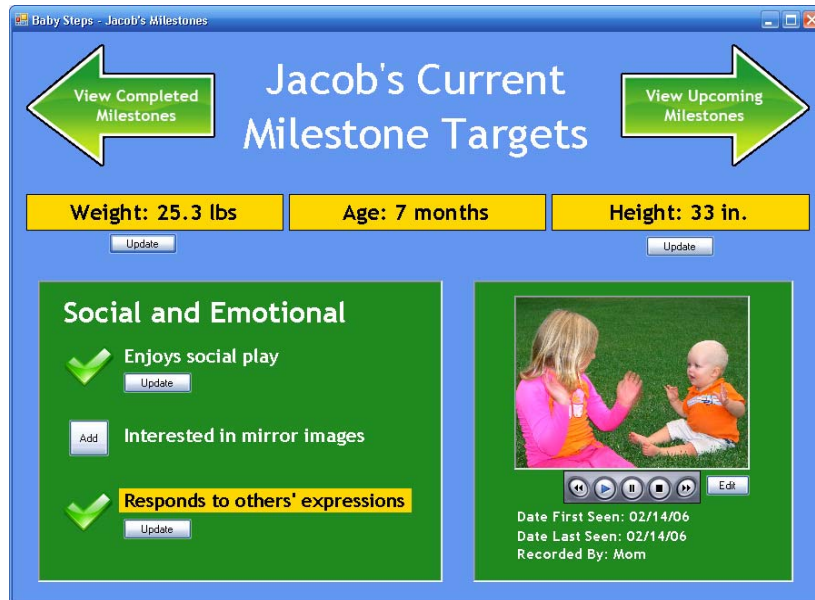 Baby Steps - Jacob's Milestones
View Completed
Milestones
Jacob's Current
Milestone Targets
View Upcoming
Milestones
Weight: 25.3 lbs
Age: 7 months
Height: 33 in.
Update
Update
Social and Emotional
Enjoys social play
Update
Add
Interested in mirror images
Responds to others' expressions
Update
Edit
Date First Seen: 02/14/06
Date Last Seen: 02/14/06
Recorded By: Mom